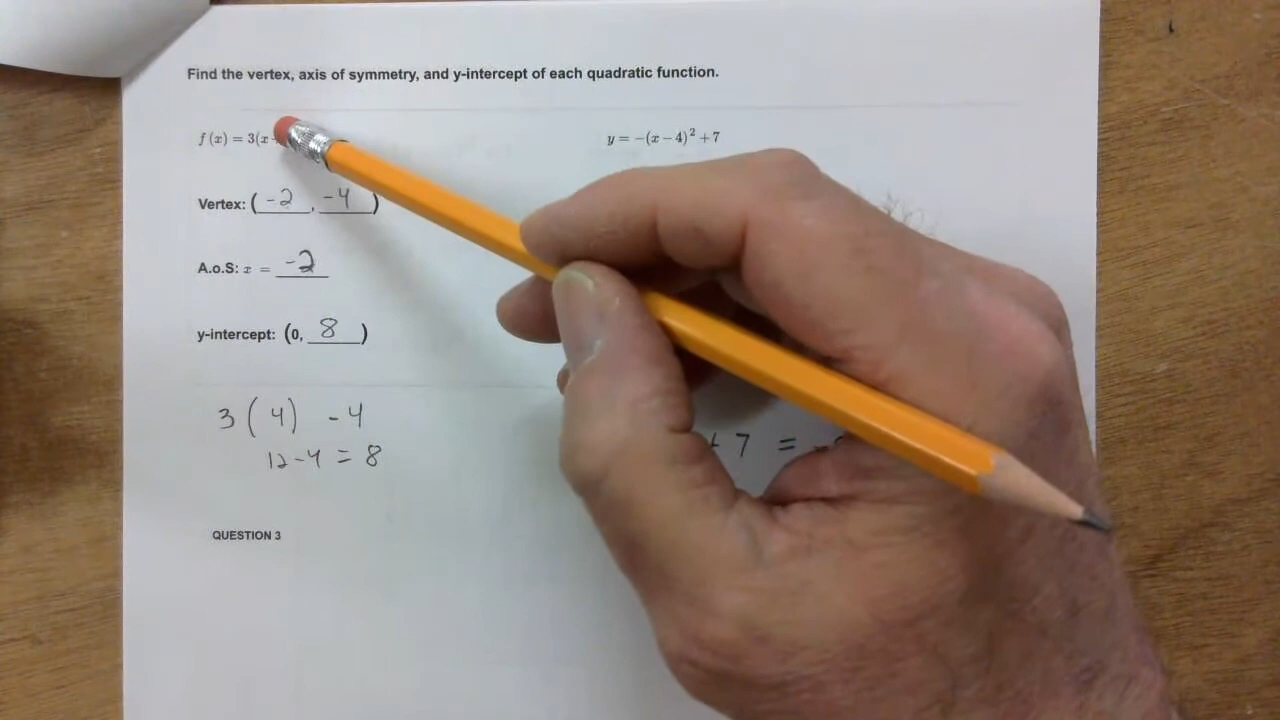 Find the vertex, axis of symmetry, and y-intercept of each quadratic function.
f(x) = 3(x
y = −(x − 4)² + 7
Vertex: ( -2 , -4 )
A.o.S: x = -2
y-intercept: (0, 8 )
3 ( 4 ) - 4
12 - 4 = 8
+ 7 = -
QUESTION 3